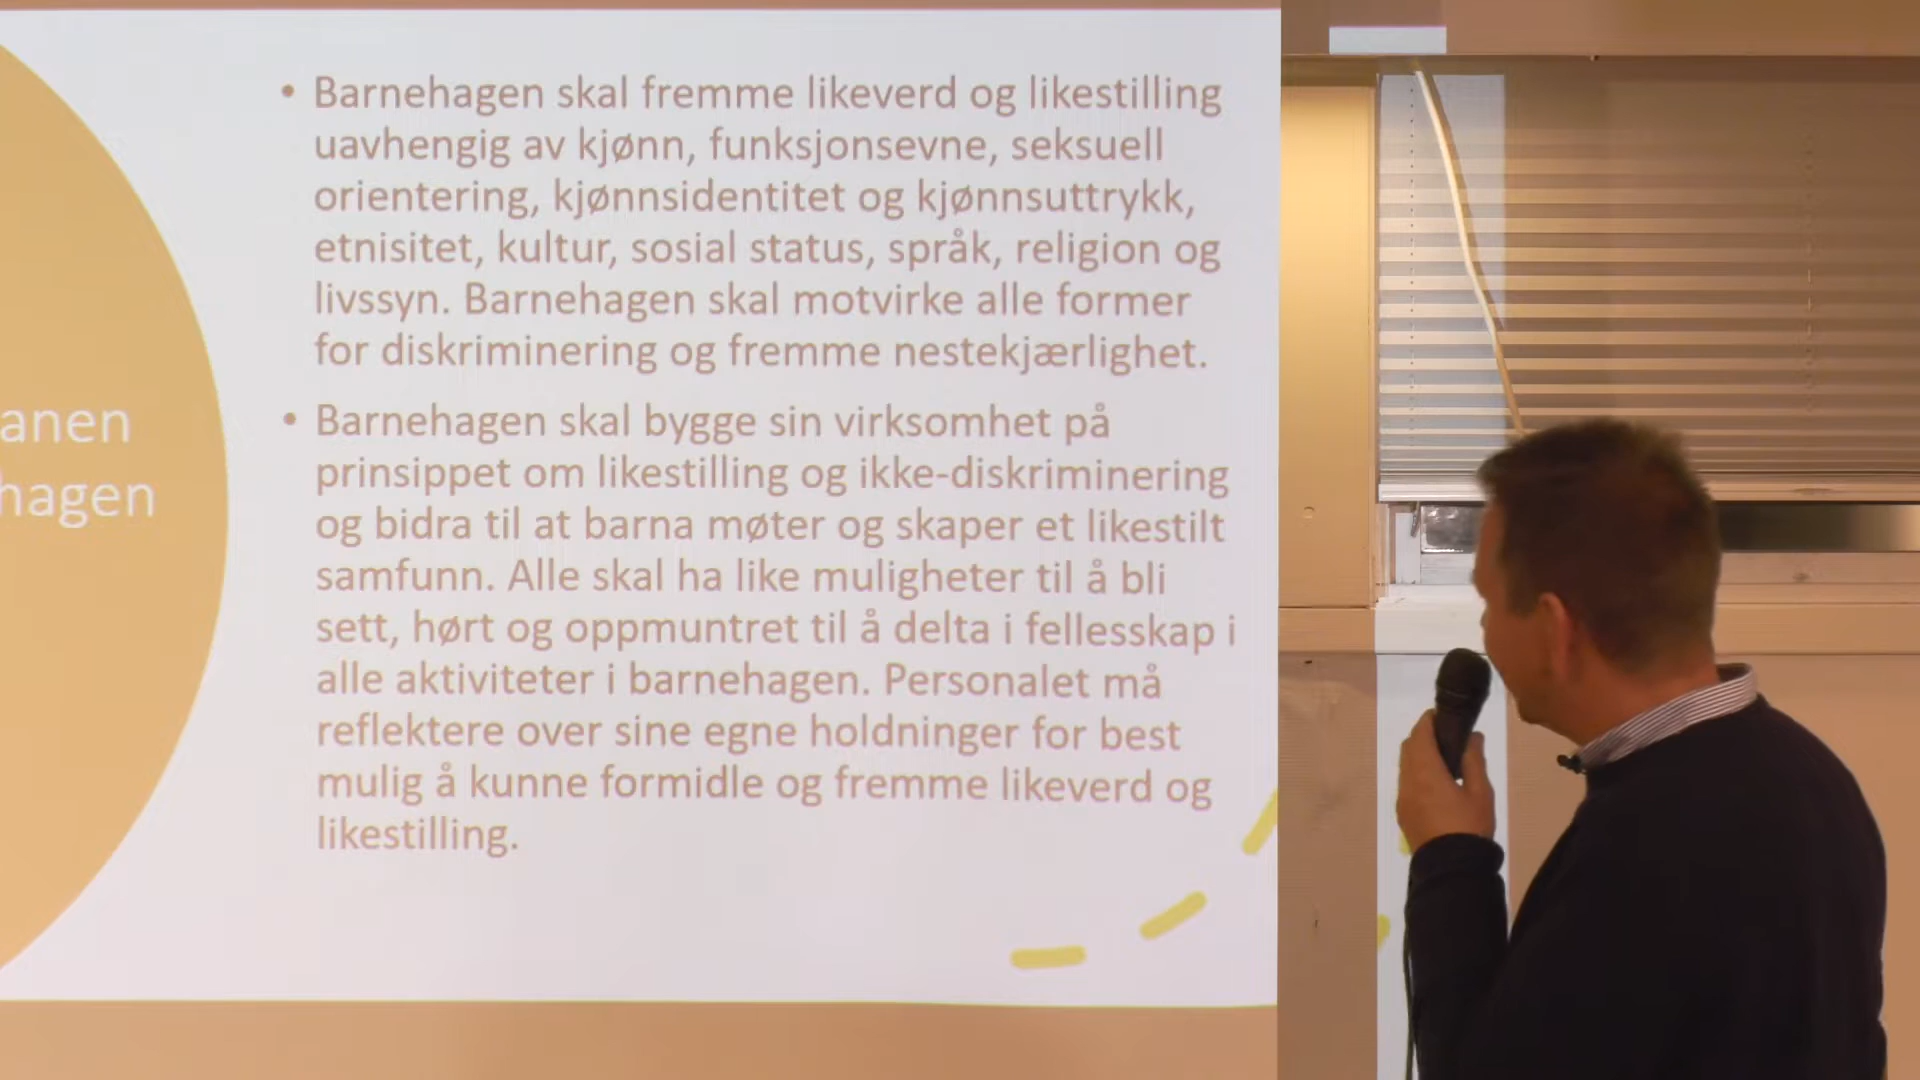 anen
hagen
• Barnehagen skal fremme likeverd og likestilling
uavhengig av kjønn, funksjonsevne, seksuell
orientering, kjønnsidentitet og kjønnsuttrykk,
etnisitet, kultur, sosial status, språk, religion og
livssyn. Barnehagen skal motvirke alle former
for diskriminering og fremme nestekjærlighet.
• Barnehagen skal bygge sin virksomhet på
prinsippet om likestilling og ikke-diskriminering
og bidra til at barna møter og skaper et likestilt
samfunn. Alle skal ha like muligheter til å bli
sett, hørt og oppmuntret til å delta i fellesskap i
alle aktiviteter i barnehagen. Personalet må
reflektere over sine egne holdninger for best
mulig å kunne formidle og fremme likeverd og
likestilling.